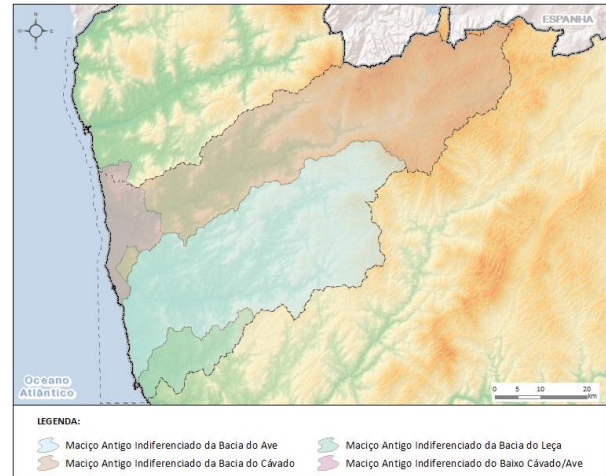 N
W
E
S
ESPANHA
Oceano
Atlântico
0 5 10 20
km
LEGENDA:
Maciço Antigo Indiferenciado da Bacia do Ave
Maciço Antigo Indiferenciado da Bacia do Leça
Maciço Antigo Indiferenciado da Bacia do Cávado
Maciço Antigo Indiferenciado do Baixo Cávado/Ave